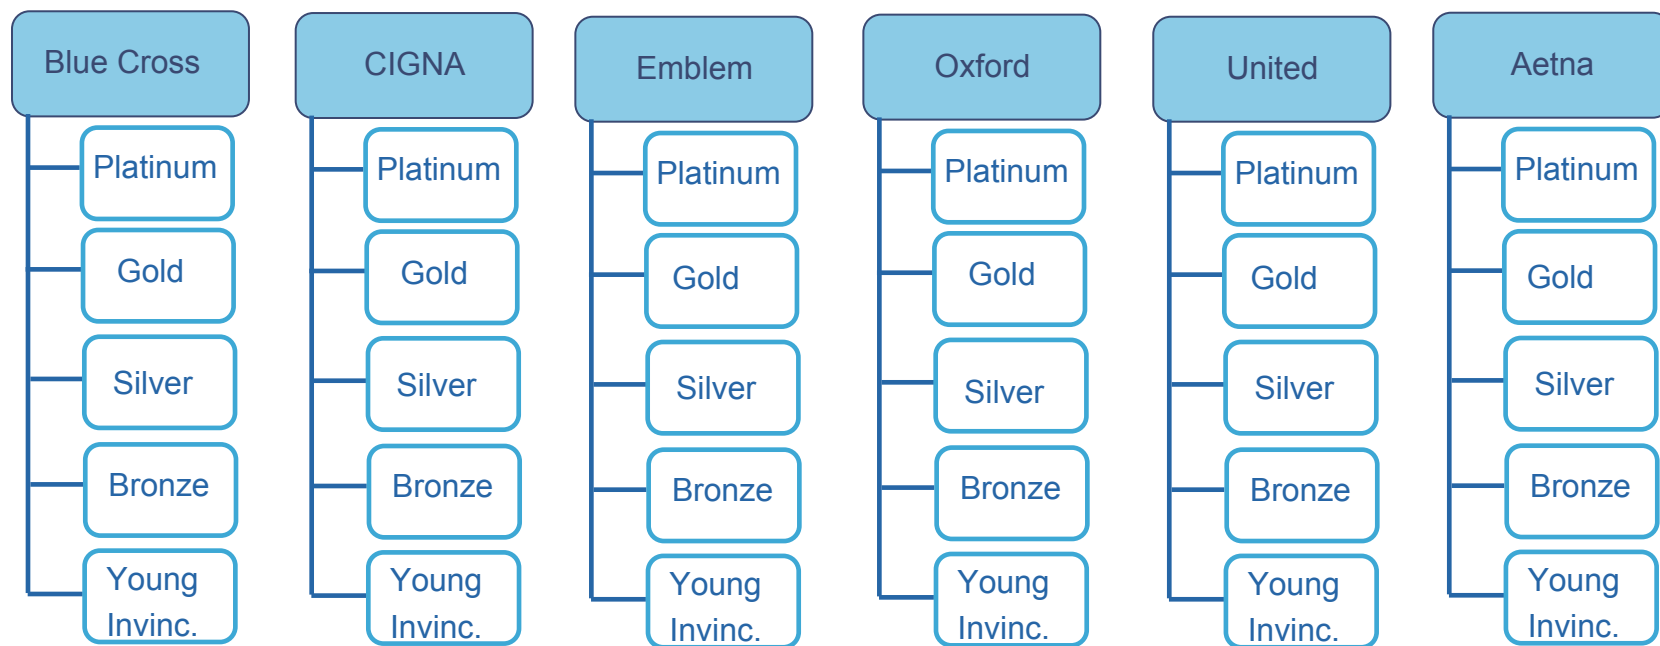 Blue Cross
Platinum
Gold
Silver
Bronze
Young
Invinc.
CIGNA
Platinum
Gold
Silver
Bronze
Young
Invinc.
Emblem
Platinum
Gold
Silver
Bronze
Young
Invinc.
Oxford
Platinum
Gold
Silver
Bronze
Young
Invinc.
United
Platinum
Gold
Silver
Bronze
Young
Invinc.
Aetna
Platinum
Gold
Silver
Bronze
Young
Invinc.